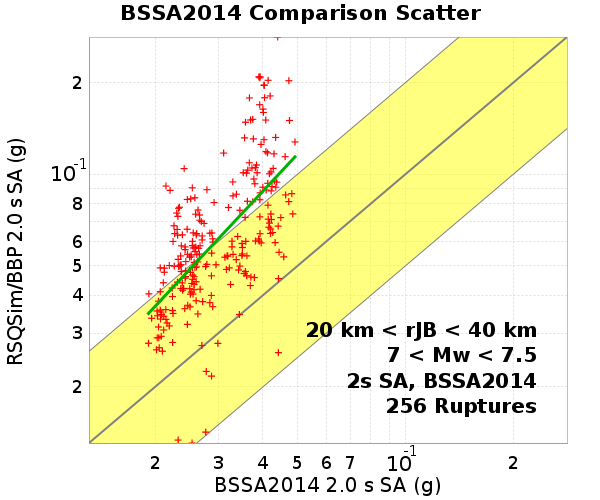 BSSA2014 Comparison Scatter
RSQSim/BBP 2.0 s SA (g)
2
10-1
8
6
5
4
3
2
20 km < rJB < 40 km
7 < Mw < 7.5
2s SA, BSSA2014
256 Ruptures
2 3 4 5 6 7 10-1 2
BSSA2014 2.0 s SA (g)